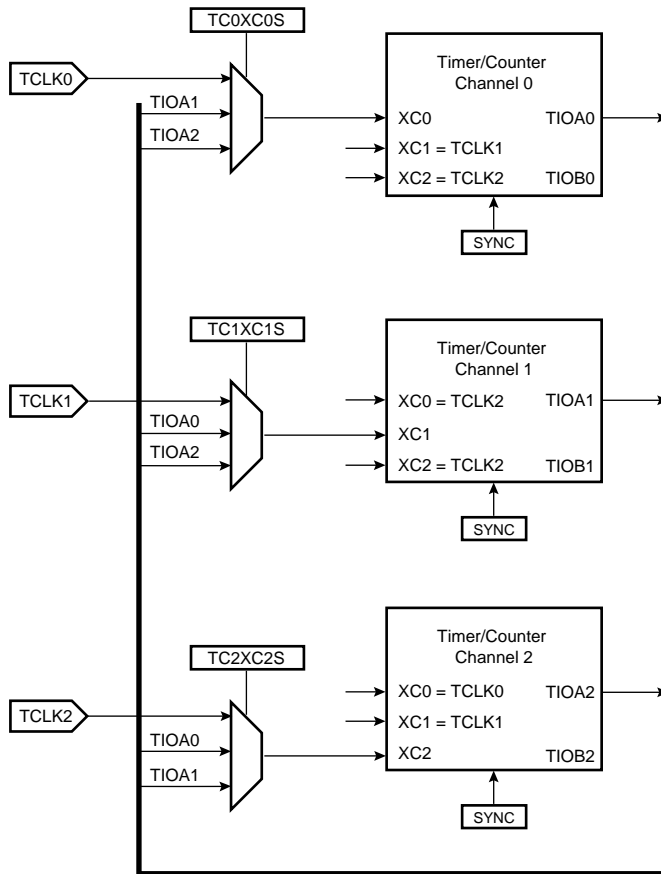 TC0XC0S
TCLK0
TIOA1
TIOA2
Timer/Counter
Channel 0
XC0
TIOA0
XC1 = TCLK1
XC2 = TCLK2
TIOB0
SYNC
TC1XC1S
TCLK1
TIOA0
TIOA2
Timer/Counter
Channel 1
XC0 = TCLK2
TIOA1
XC1
XC2 = TCLK2
TIOB1
SYNC
TC2XC2S
TCLK2
TIOA0
TIOA1
Timer/Counter
Channel 2
XC0 = TCLK0
TIOA2
XC1 = TCLK1
XC2
TIOB2
SYNC